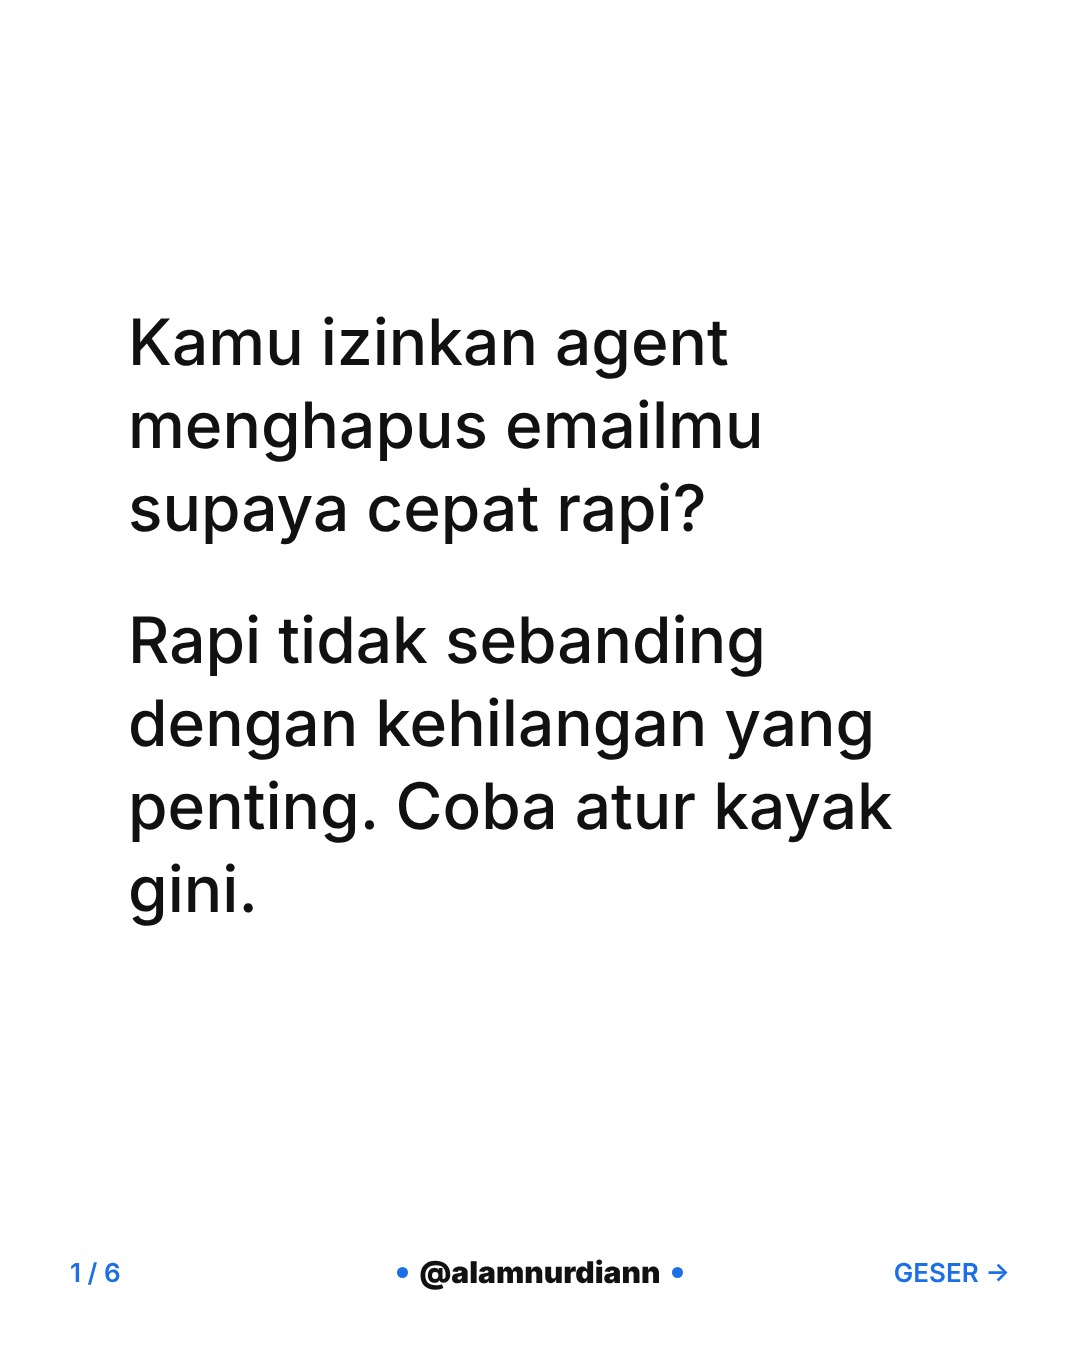 Kamu izinkan agent
menghapus emailmu
supaya cepat rapi?
Rapi tidak sebanding
dengan kehilangan yang
penting. Coba atur kayak
gini.
1 / 6
• @alamnurdiann •
GESER →